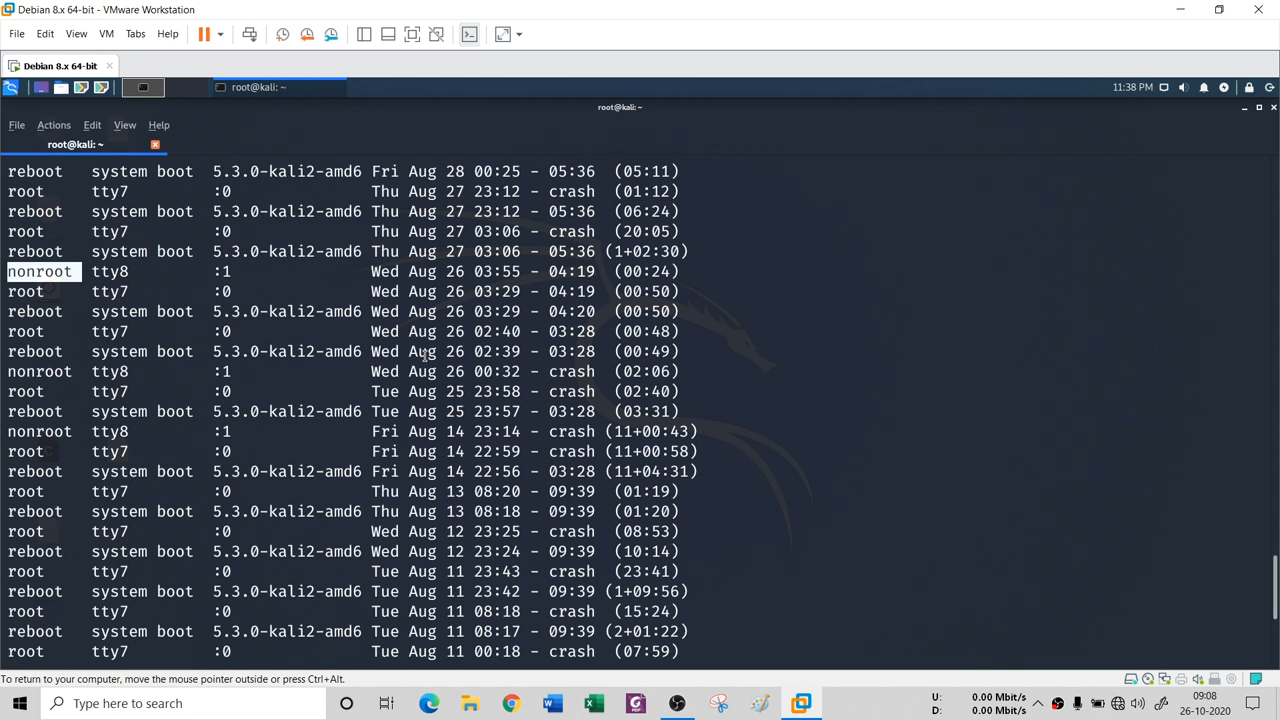 Debian 8.x 64-bit - VMware Workstation
File Edit View VM Tabs Help
Debian 8.x 64-bit
root@kali: ~ 11:38 PM
root@kali: ~
File Actions Edit View Help
root@kali: ~
reboot system boot 5.3.0-kali2-amd6 Fri Aug 28 00:25 - 05:36 (05:11)
root tty7 :0 Thu Aug 27 23:12 - crash (01:12)
reboot system boot 5.3.0-kali2-amd6 Thu Aug 27 23:12 - 05:36 (06:24)
root tty7 :0 Thu Aug 27 03:06 - crash (20:05)
reboot system boot 5.3.0-kali2-amd6 Thu Aug 27 03:06 - 05:36 (1+02:30)
nonroot tty8 :1 Wed Aug 26 03:55 - 04:19 (00:24)
root tty7 :0 Wed Aug 26 03:29 - 04:19 (00:50)
reboot system boot 5.3.0-kali2-amd6 Wed Aug 26 03:29 - 04:20 (00:50)
root tty7 :0 Wed Aug 26 02:40 - 03:28 (00:48)
reboot system boot 5.3.0-kali2-amd6 Wed Aug 26 02:39 - 03:28 (00:49)
nonroot tty8 :1 Wed Aug 26 00:32 - crash (02:06)
root tty7 :0 Tue Aug 25 23:58 - crash (02:40)
reboot system boot 5.3.0-kali2-amd6 Tue Aug 25 23:57 - 03:28 (03:31)
nonroot tty8 :1 Fri Aug 14 23:14 - crash (11+00:43)
root tty7 :0 Fri Aug 14 22:59 - crash (11+00:58)
reboot system boot 5.3.0-kali2-amd6 Fri Aug 14 22:56 - 03:28 (11+04:31)
root tty7 :0 Thu Aug 13 08:20 - 09:39 (01:19)
reboot system boot 5.3.0-kali2-amd6 Thu Aug 13 08:18 - 09:39 (01:20)
root tty7 :0 Wed Aug 12 23:25 - crash (08:53)
reboot system boot 5.3.0-kali2-amd6 Wed Aug 12 23:24 - 09:39 (10:14)
root tty7 :0 Tue Aug 11 23:43 - crash (23:41)
reboot system boot 5.3.0-kali2-amd6 Tue Aug 11 23:42 - 09:39 (1+09:56)
root tty7 :0 Tue Aug 11 08:18 - crash (15:24)
reboot system boot 5.3.0-kali2-amd6 Tue Aug 11 08:17 - 09:39 (2+01:22)
root tty7 :0 Tue Aug 11 00:18 - crash (07:59)
To return to your computer, move the mouse pointer outside or press Ctrl+Alt.
Type here to search
U: 0.00 Mbit/s
D: 0.00 Mbit/s
09:08
26-10-2020